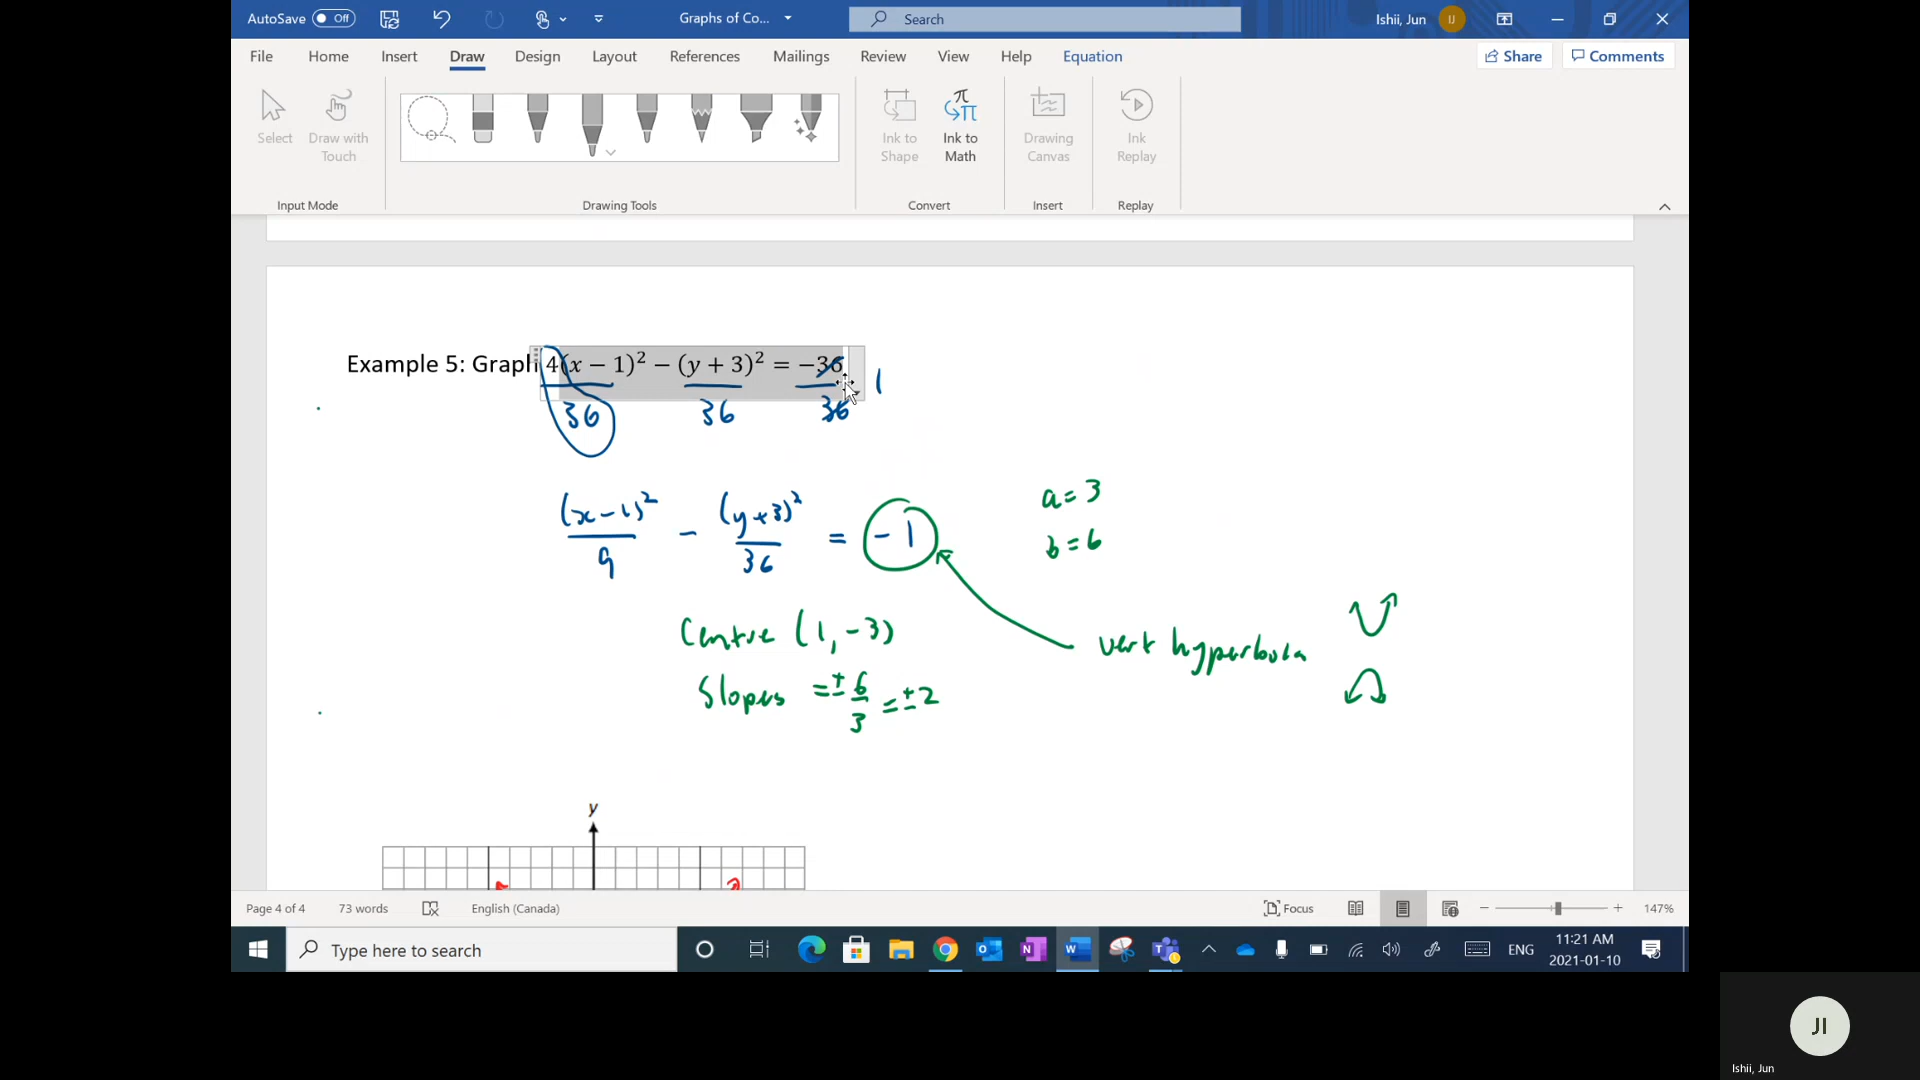 AutoSave Off Graphs of Co... Search Ishii, Jun IJ
File Home Insert Draw Design Layout References Mailings Review View Help Equation Share Comments
Select Draw with Touch Ink to Shape Ink to Math Drawing Canvas Ink Replay
Input Mode Drawing Tools Convert Insert Replay
Example 5: Graph 4(x − 1)² − (y + 3)² = −36
36 36 36 1
(x-1)²/9 - (y+3)²/36 = -1
a = 3
b = 6
Centre (1, -3)
vert hyperbola
Slopes = ± 6/3 = ± 2
y
Page 4 of 4 73 words English (Canada) Focus 147%
Type here to search ENG 11:21 AM
2021-01-10
JI
Ishii, Jun